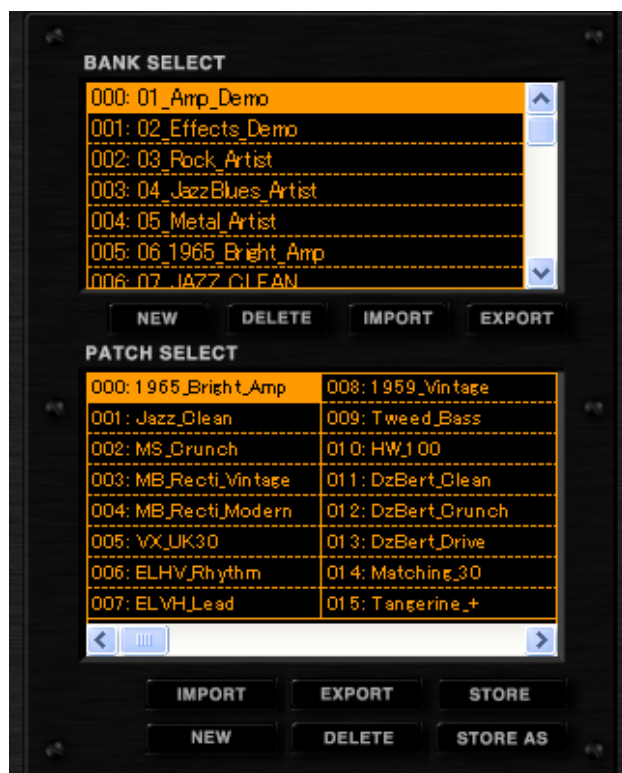 BANK SELECT
000: 01_Amp_Demo
001: 02_Effects_Demo
002: 03_Rock_Artist
003: 04_JazzBlues_Artist
004: 05_Metal_Artist
005: 06_1965_Bright_Amp
006: 07_JAZZ_CLEAN
NEW DELETE IMPORT EXPORT
PATCH SELECT
000: 1965_Bright_Amp 008: 1959_Vintage
001: Jazz_Clean 009: Tweed_Bass
002: MS_Crunch 010: HW_100
003: MB_Recti_Vintage 011: DzBert_Clean
004: MB_Recti_Modern 012: DzBert_Crunch
005: VX_UK30 013: DzBert_Drive
006: ELHV_Rhythm 014: Matching_30
007: ELVH_Lead 015: Tangerine_+
IMPORT EXPORT STORE
NEW DELETE STORE AS